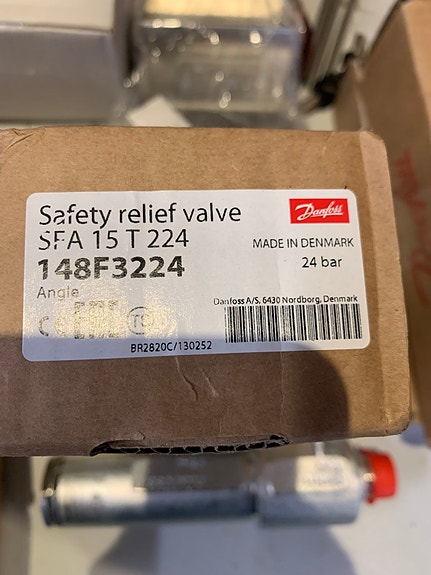 Safety relief valve
SFA 15 T 224
148F3224
Angle
Danfoss
MADE IN DENMARK
24 bar
Danfoss A/S, 6430 Nordborg, Denmark
BR2820C/130252